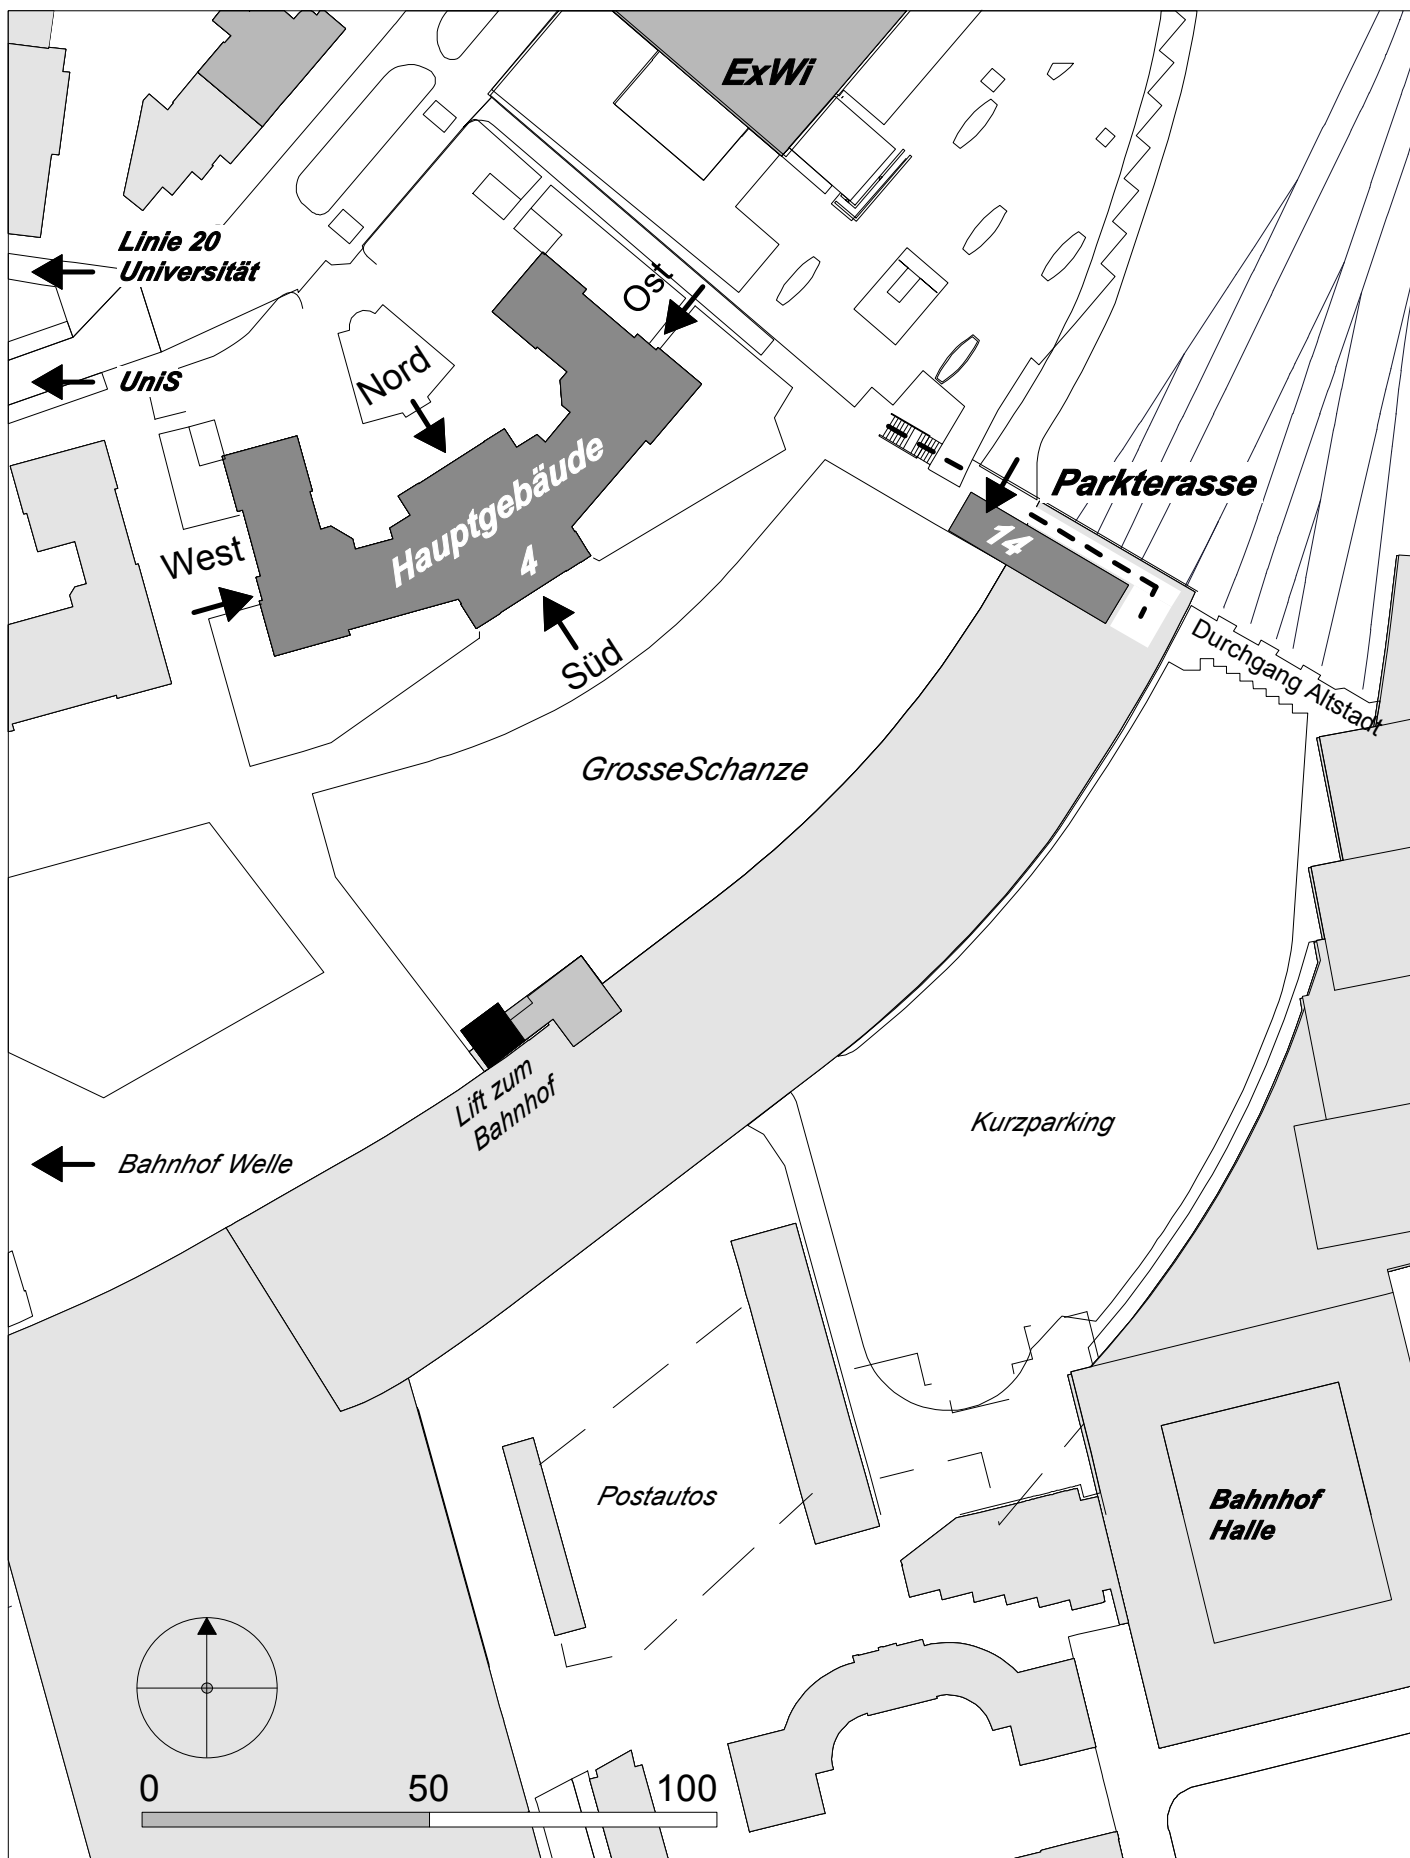 ExWi
Linie 20
Universität
Ost
UniS
Nord
Hauptgebäude
4
West
Süd
Parkterasse
14
Durchgang Altstadt
GrosseSchanze
Lift zum
Bahnhof
Kurzparking
Bahnhof Welle
Postautos
Bahnhof
Halle
0 50 100